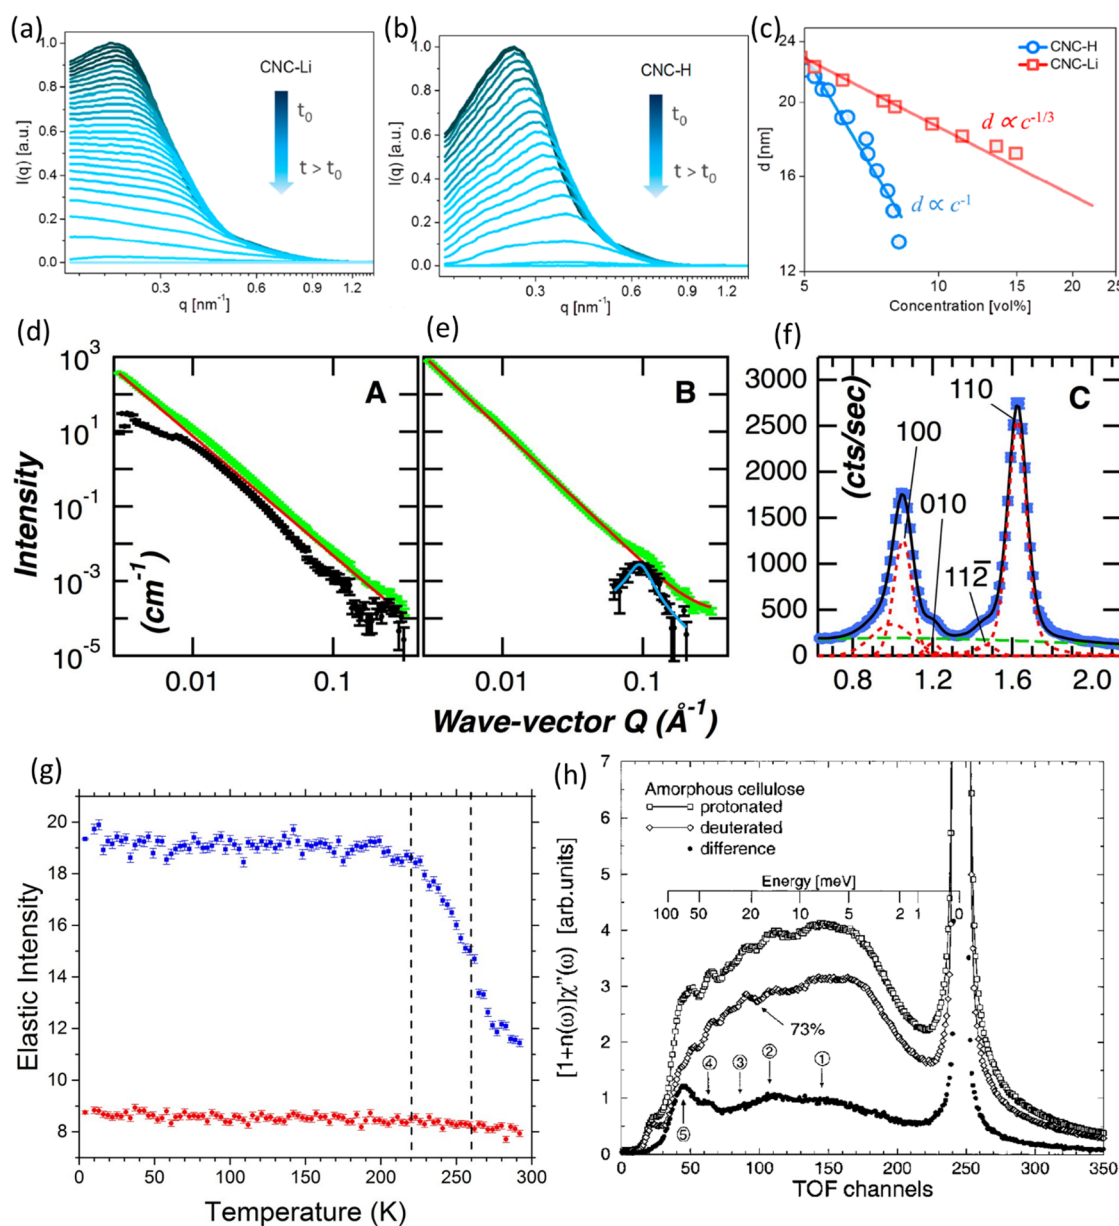 (a)
1.0
0.8
0.6
0.4
0.2
0.0
I(q) [a.u.]
CNC-Li
t₀
t > t₀
0.3
0.6
0.9
1.2
q [nm⁻¹]
(b)
1.0
0.8
0.6
0.4
0.2
0.0
I(q) [a.u.]
CNC-H
t₀
t > t₀
0.3
0.6
0.9
1.2
q [nm⁻¹]
(c)
24
20
16
12
d [nm]
CNC-H
CNC-Li
d ∝ c⁻¹/³
d ∝ c⁻¹
5
10
15
20
25
Concentration [vol%]
(d)
10³
10¹
10⁻¹
10⁻³
10⁻⁵
Intensity
(cm⁻¹)
A
0.01
0.1
(e)
B
0.01
0.1
Wave-vector Q (Å⁻¹)
(f)
3000
2500
2000
1500
1000
500
0
(cts/sec)
C
110
100
010
112̅
0.8
1.2
1.6
2.0
(g)
20
18
16
14
12
10
8
Elastic Intensity
0
50
100
150
200
250
300
Temperature (K)
(h)
7
6
5
4
3
2
1
0
[1+n(ω)]χ"(ω) [arb.units]
Amorphous cellulose
protonated
deuterated
difference
Energy [meV]
100
50
20
10
5
2
1
0
73%
④
③
②
①
⑤
0
50
100
150
200
250
300
350
TOF channels